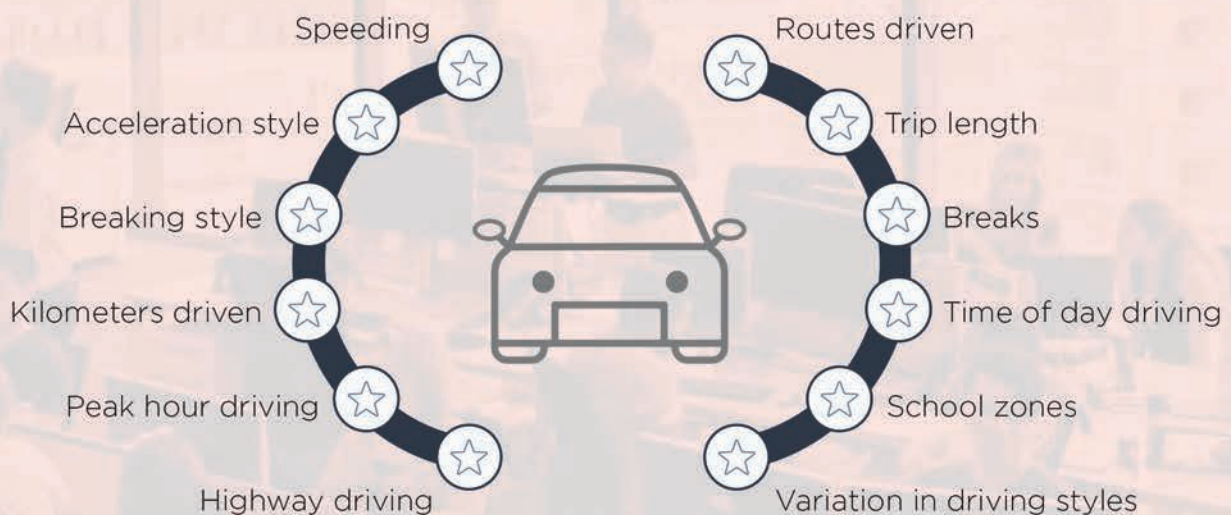 Speeding
Acceleration style
Breaking style
Kilometers driven
Peak hour driving
Highway driving
Routes driven
Trip length
Breaks
Time of day driving
School zones
Variation in driving styles